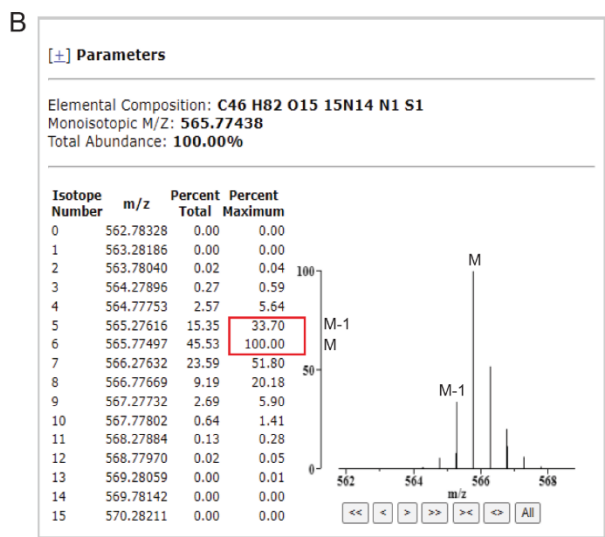 B
[+] Parameters
Elemental Composition: C46 H82 O15 15N14 N1 S1
Monoisotopic M/Z: 565.77438
Total Abundance: 100.00%
Isotope Number m/z Percent Total Percent Maximum
0 562.78328 0.00 0.00
1 563.28186 0.00 0.00
2 563.78040 0.02 0.04
3 564.27896 0.27 0.59
4 564.77753 2.57 5.64
5 565.27616 15.35 33.70 M-1
6 565.77497 45.53 100.00 M
7 566.27632 23.59 51.80
8 566.77669 9.19 20.18
9 567.27732 2.69 5.90
10 567.77802 0.64 1.41
11 568.27884 0.13 0.28
12 568.77970 0.02 0.05
13 569.28059 0.00 0.01
14 569.78142 0.00 0.00
15 570.28211 0.00 0.00
M
100
50
M-1
0
562 564 566 568
m/z
<< < > >> >< <> All